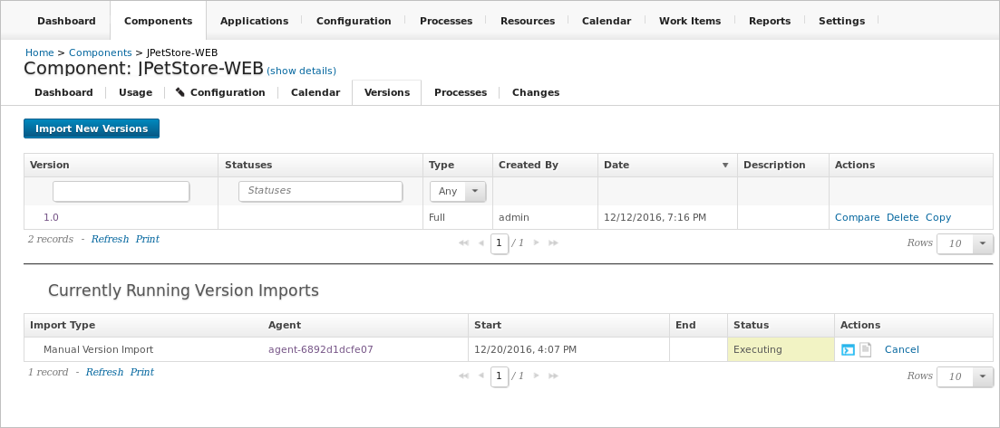 Dashboard Components Applications Configuration Processes Resources Calendar Work Items Reports Settings
Home > Components > JPetStore-WEB
Component: JPetStore-WEB (show details)
Dashboard Usage Configuration Calendar Versions Processes Changes
Import New Versions
Version Statuses Type Created By Date Description Actions
Statuses Any
1.0 Full admin 12/12/2016, 7:16 PM Compare Delete Copy
2 records - Refresh Print 1 / 1 Rows 10
Currently Running Version Imports
Import Type Agent Start End Status Actions
Manual Version Import agent-6892d1dcfe07 12/20/2016, 4:07 PM Executing Cancel
1 record - Refresh Print 1 / 1 Rows 10